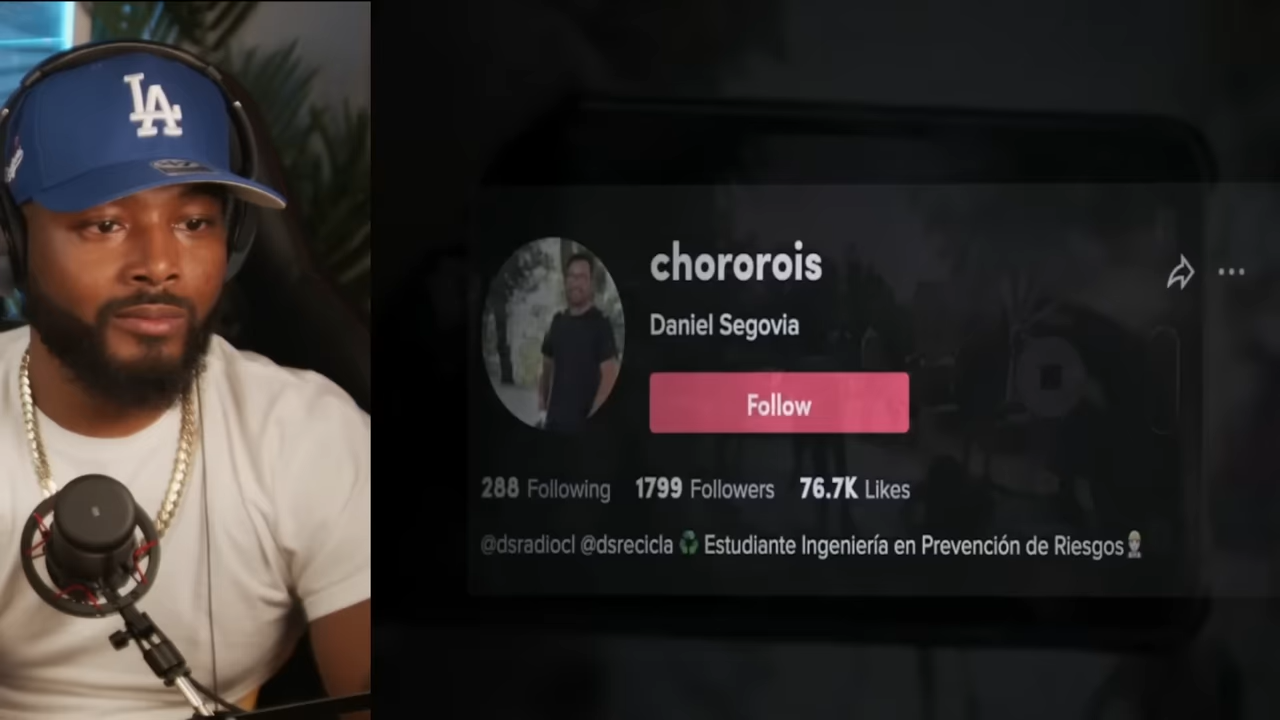 LA
chororois
Daniel Segovia
Follow
288 Following 1799 Followers 76.7K Likes
@dsradiocl @dsrecicla ♻️ Estudiante Ingeniería en Prevención de Riesgos